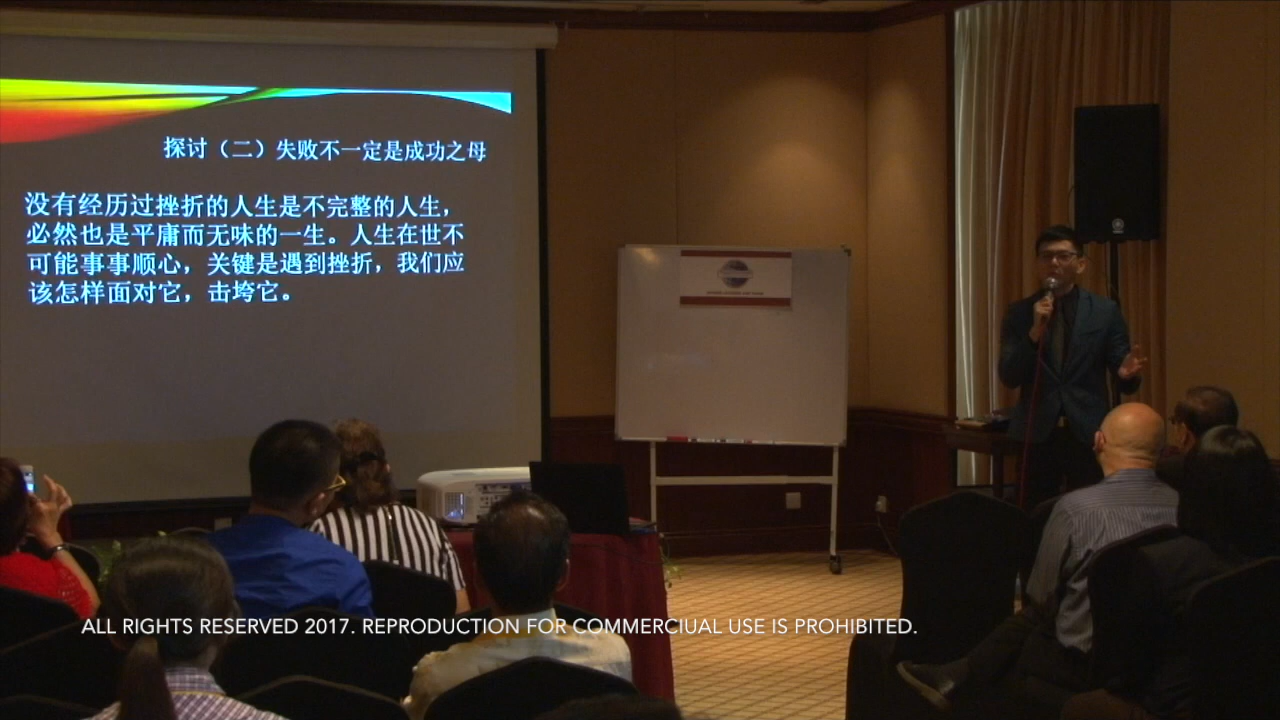 探讨（二）失败不一定是成功之母
没有经历过挫折的人生是不完整的人生，
必然也是平庸而无味的一生。人生在世不
可能事事顺心，关键是遇到挫折，我们应
该怎样面对它，击垮它。
ALL RIGHTS RESERVED 2017. REPRODUCTION FOR COMMERCIUAL USE IS PROHIBITED.